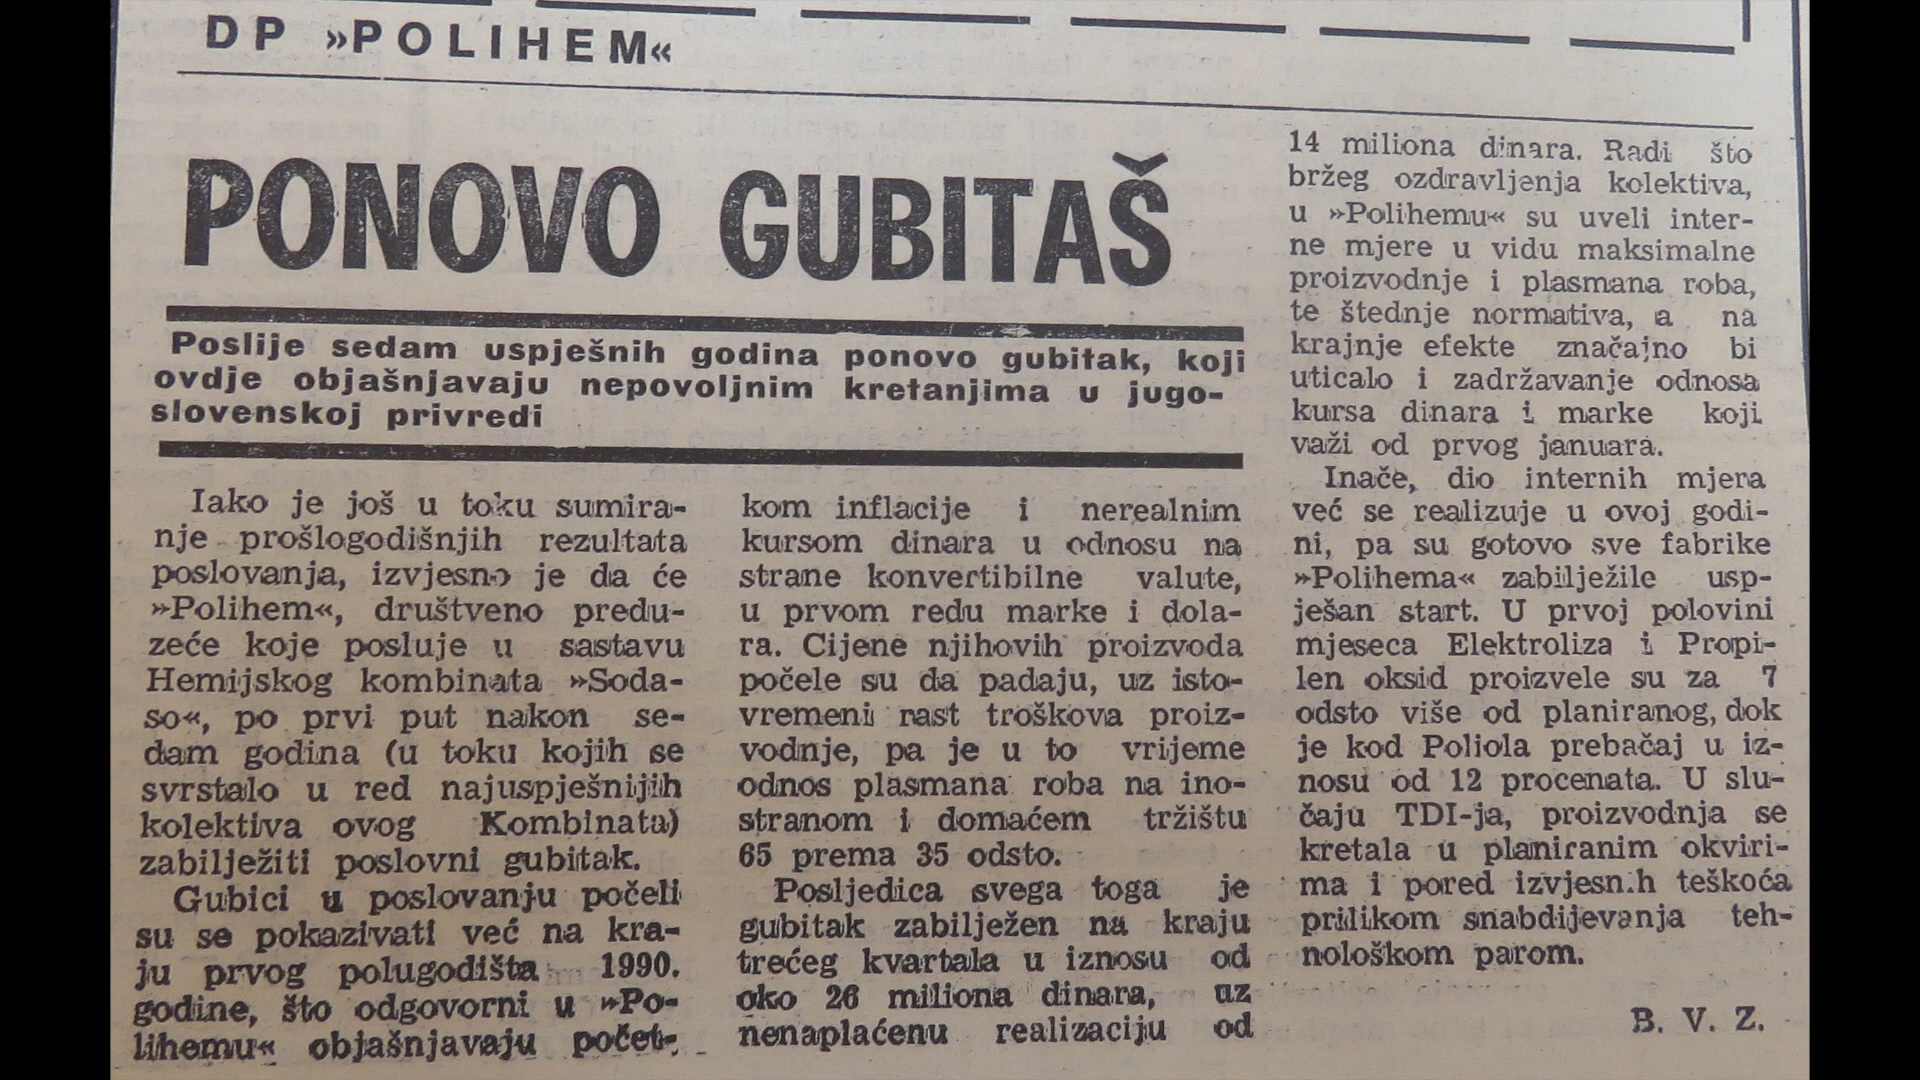 DP »POLIHEM«
PONOVO GUBITAŠ
Poslije sedam uspješnih godina ponovo gubitak, koji
ovdje objašnjavaju nepovoljnim kretanjima u jugo-
slovenskoj privredi
Iako je još u toku sumira-
nje prošlogodišnjih rezultata
poslovanja, izvjesno je da će
»Polihem«, društveno predu-
zeće koje posluje u sastavu
Hemijskog kombinata »Soda-
so«, po prvi put nakon se-
dam godina (u toku kojih se
svrstalo u red najuspješnijih
kolektiva ovog Kombinata)
zabilježiti poslovni gubitak.
Gubici u poslovanju počeli
su se pokazivati već na kra-
ju prvog polugodišta 1990.
godine, što odgovorni u »Po-
lihemu« objašnjavaju počet-
kom inflacije i nerealnim
kursom dinara u odnosu na
strane konvertibilne valute,
u prvom redu marke i dola-
ra. Cijene njihovih proizvoda
počele su da padaju, uz isto-
vremeni rast troškova proiz-
vodnje, pa je u to vrijeme
odnos plasmana roba na ino-
stranom i domaćem tržištu
65 prema 35 odsto.
Posljedica svega toga je
gubitak zabilježen na kraju
trećeg kvartala u iznosu od
oko 26 miliona dinara, uz
nenaplaćenu realizaciju od
14 miliona dinara. Radi što
bržeg ozdravljenja kolektiva,
u »Polihemu« su uveli inter-
ne mjere u vidu maksimalne
proizvodnje i plasmana roba,
te štednje normativa, a na
krajnje efekte značajno bi
uticalo i zadržavanje odnosa
kursa dinara i marke koji
važi od prvog januara.
Inače, dio internih mjera
već se realizuje u ovoj godi-
ni, pa su gotovo sve fabrike
»Polihema« zabilježile usp-
ješan start. U prvoj polovini
mjeseca Elektroliza i Propi-
len oksid proizvele su za 7
odsto više od planiranog, dok
je kod Poliola prebačaj u iz-
nosu od 12 procenata. U slu-
čaju TDI-ja, proizvodnja se
kretala u planiranim okviri-
ma i pored izvjesnih teškoća
prilikom snabdijevanja teh-
nološkom parom.
B. V. Z.